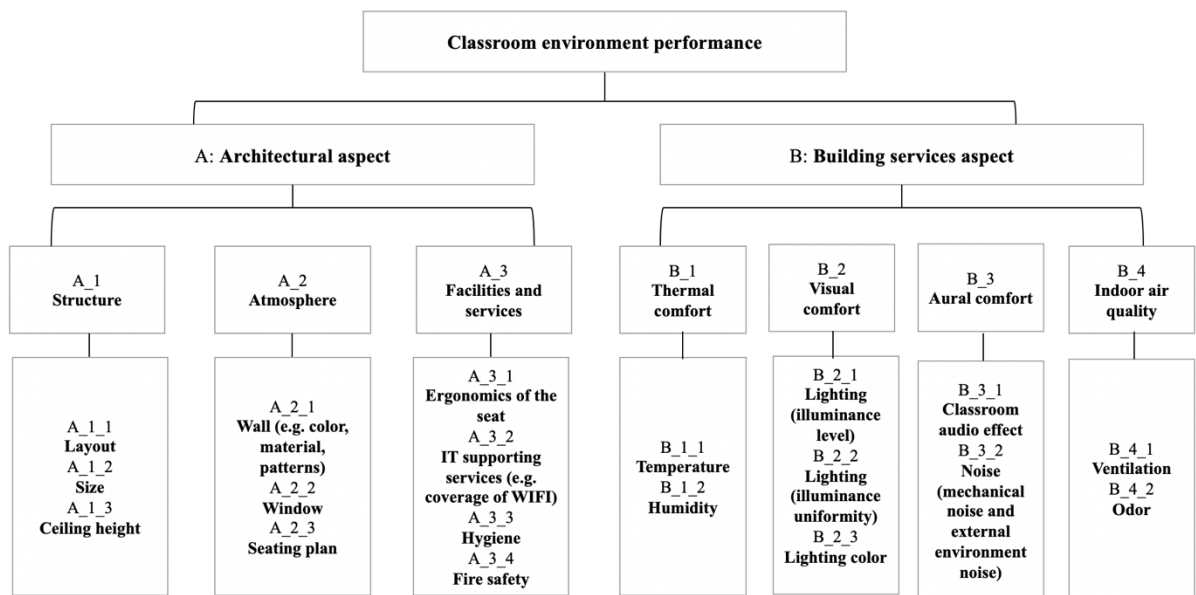 Classroom environment performance
A: Architectural aspect
B: Building services aspect
A_1
Structure
A_2
Atmosphere
A_3
Facilities and
services
B_1
Thermal
comfort
B_2
Visual
comfort
B_3
Aural comfort
B_4
Indoor air
quality
A_1_1
Layout
A_1_2
Size
A_1_3
Ceiling height
A_2_1
Wall (e.g. color,
material,
patterns)
A_2_2
Window
A_2_3
Seating plan
A_3_1
Ergonomics of the
seat
A_3_2
IT supporting
services (e.g.
coverage of WIFI)
A_3_3
Hygiene
A_3_4
Fire safety
B_1_1
Temperature
B_1_2
Humidity
B_2_1
Lighting
(illuminance
level)
B_2_2
Lighting
(illuminance
uniformity)
B_2_3
Lighting color
B_3_1
Classroom
audio effect
B_3_2
Noise
(mechanical
noise and
external
environment
noise)
B_4_1
Ventilation
B_4_2
Odor